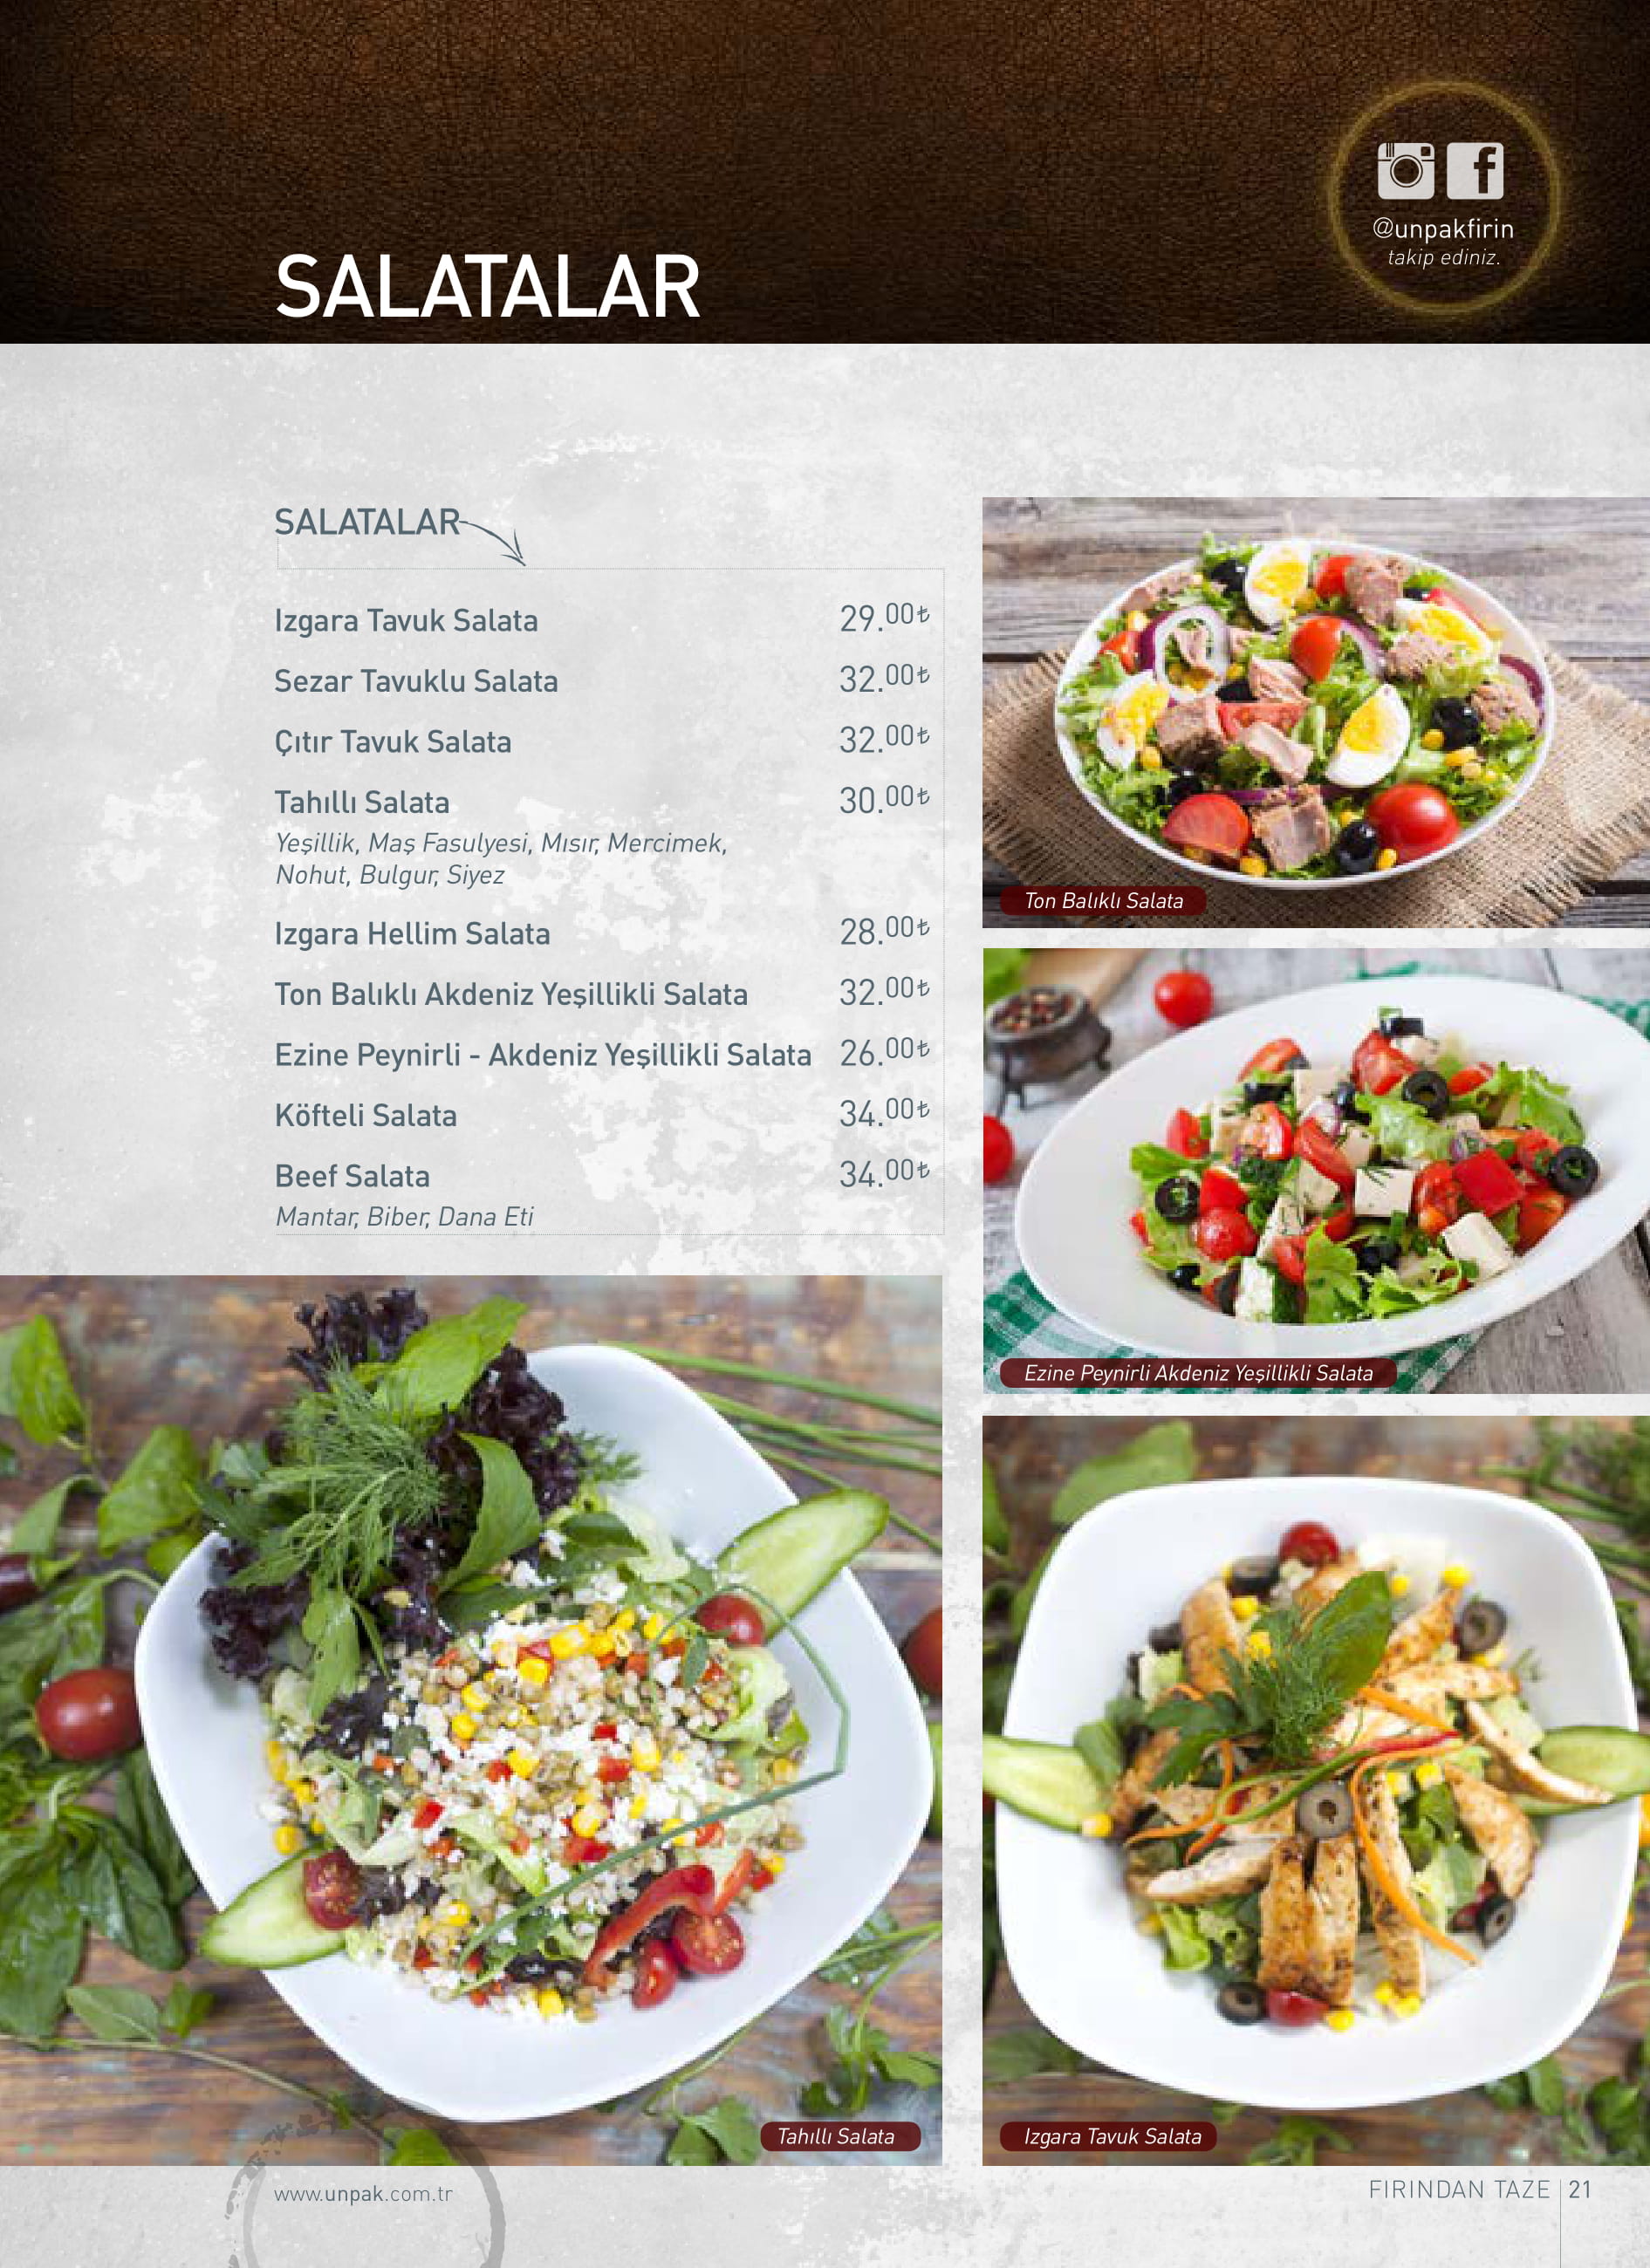 @unpakfirin
takip ediniz.
SALATALAR
SALATALAR
Izgara Tavuk Salata 29.00₺
Sezar Tavuklu Salata 32.00₺
Çıtır Tavuk Salata 32.00₺
Tahıllı Salata 30.00₺
Yeşillik, Maş Fasulyesi, Mısır, Mercimek,
Nohut, Bulgur, Siyez
Izgara Hellim Salata 28.00₺
Ton Balıklı Akdeniz Yeşillikli Salata 32.00₺
Ezine Peynirli - Akdeniz Yeşillikli Salata 26.00₺
Köfteli Salata 34.00₺
Beef Salata 34.00₺
Mantar, Biber, Dana Eti
Ton Balıklı Salata
Ezine Peynirli Akdeniz Yeşillikli Salata
Tahıllı Salata
Izgara Tavuk Salata
www.unpak.com.tr
FIRINDAN TAZE 21